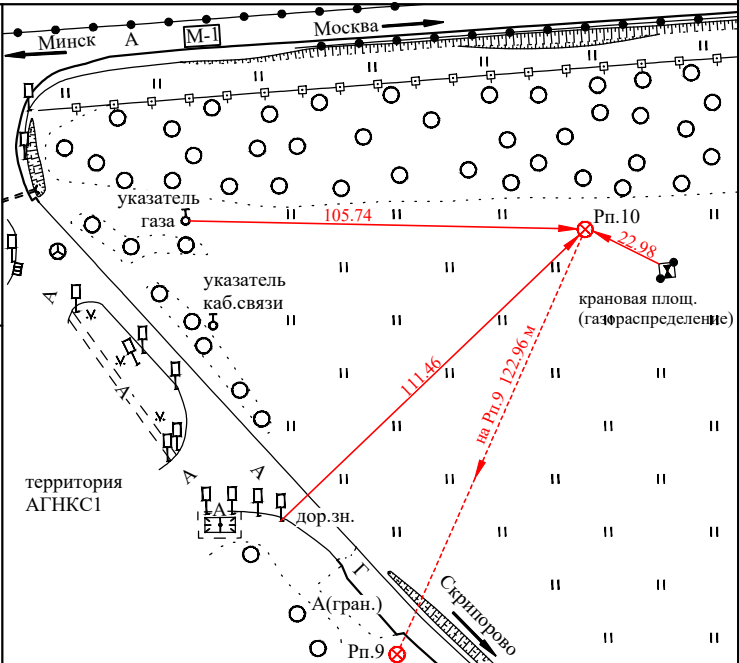 Минск А М-1 Москва
указатель
газа
105.74
Рп.10
22.98
указатель
каб.связи
крановая площ.
(газораспределение)
А
111.46
на Рп.9 122.96 м
А
территория
АГНКС1
А
А
А
дор.зн.
Г
А(гран.)
Скрипорово
Рп.9